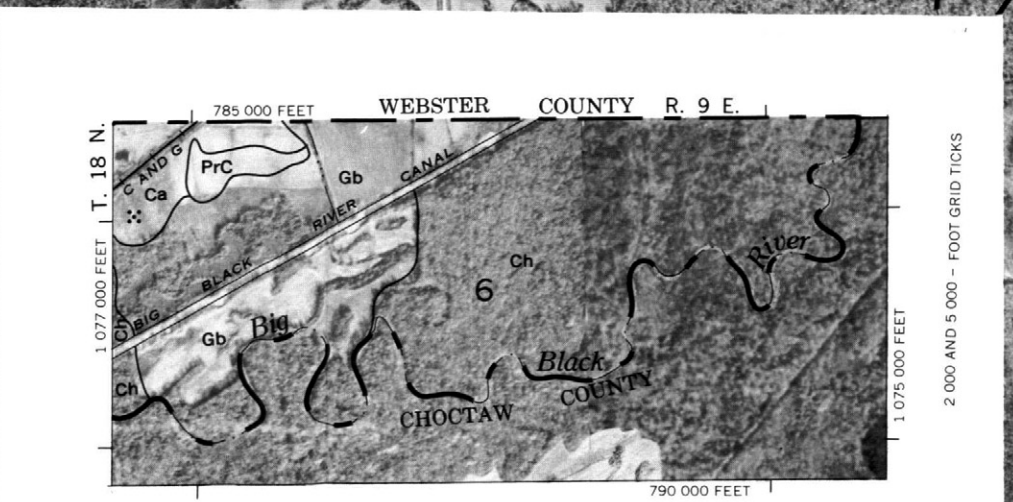 785 000 FEET
WEBSTER COUNTY R. 9 E.
T. 18 N.
C AND G
PrC
Ca
Gb
BIG BLACK RIVER CANAL
1 077 000 FEET
Ch
6
River
Ch
Gb
Big
Ch
Black
CHOCTAW COUNTY
1 075 000 FEET
2 000 AND 5 000 - FOOT GRID TICKS
790 000 FEET